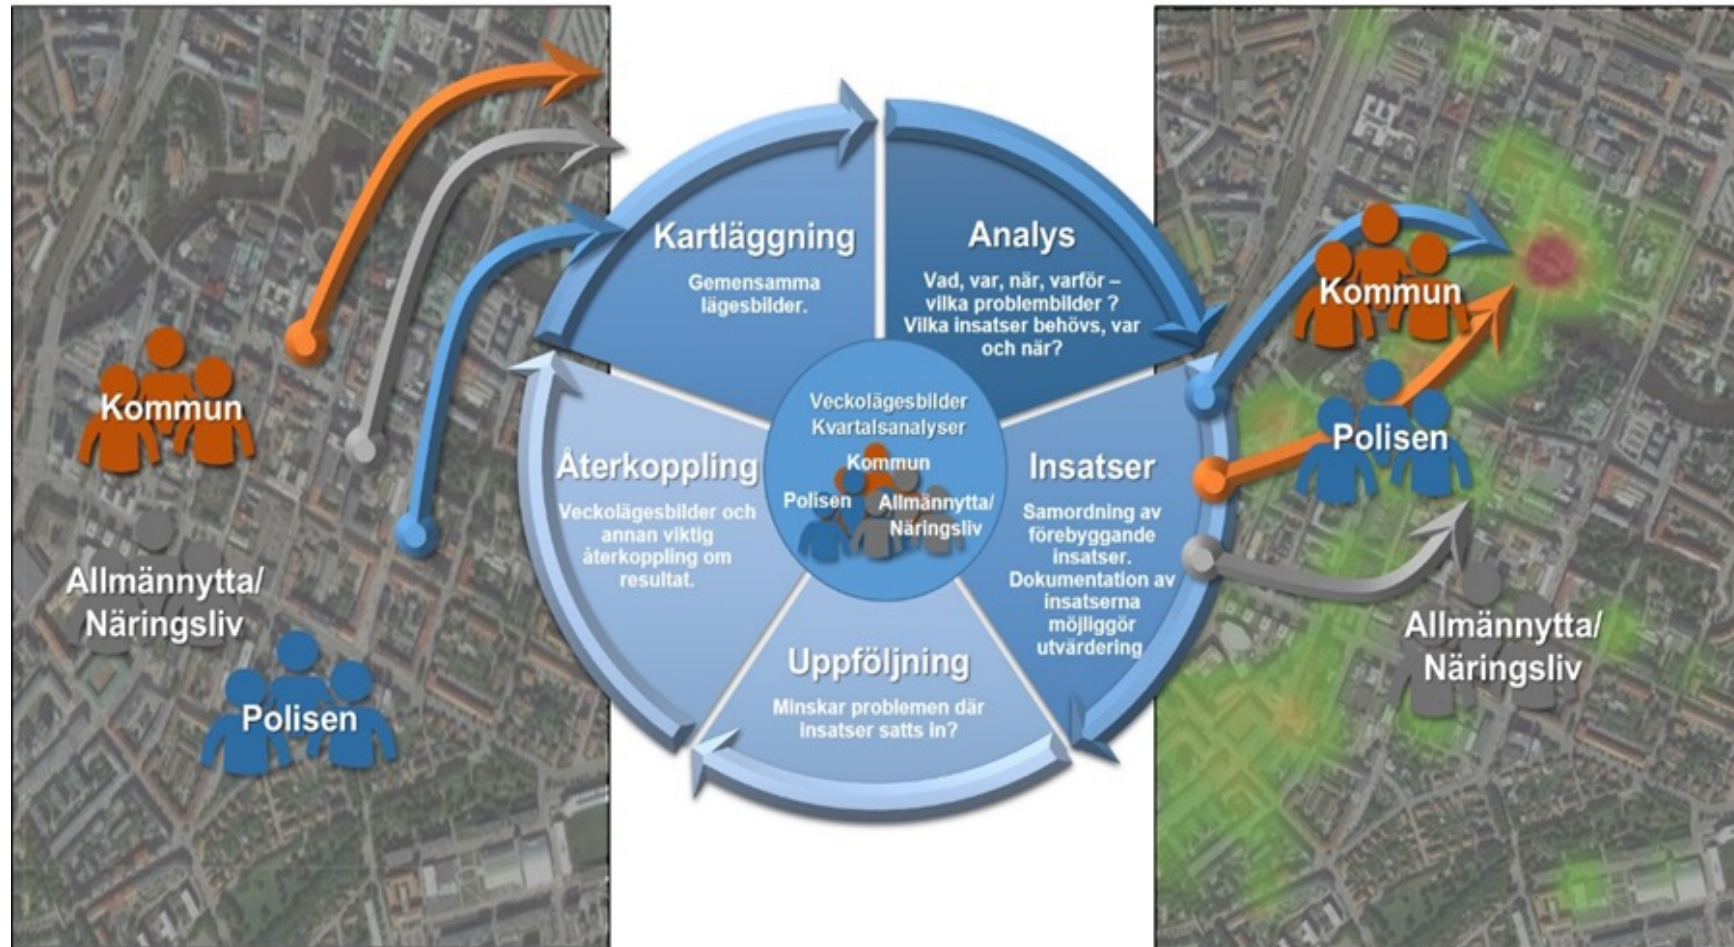 Kommun
Allmännytta/
Näringsliv
Polisen
Kartläggning
Gemensamma
lägesbilder.
Analys
Vad, var, när, varför –
vilka problembilder ?
Vilka insatser behövs, var
och när?
Insatser
Samordning av
förebyggande
insatser.
Dokumentation av
insatserna
möjliggör
utvärdering
Uppföljning
Minskar problemen där
insatser satts in?
Återkoppling
Veckolägesbilder och
annan viktig
återkoppling om
resultat.
Veckolägesbilder
Kvartalsanalyser
Kommun
Polisen
Allmännytta/
Näringsliv
Kommun
Polisen
Allmännytta/
Näringsliv